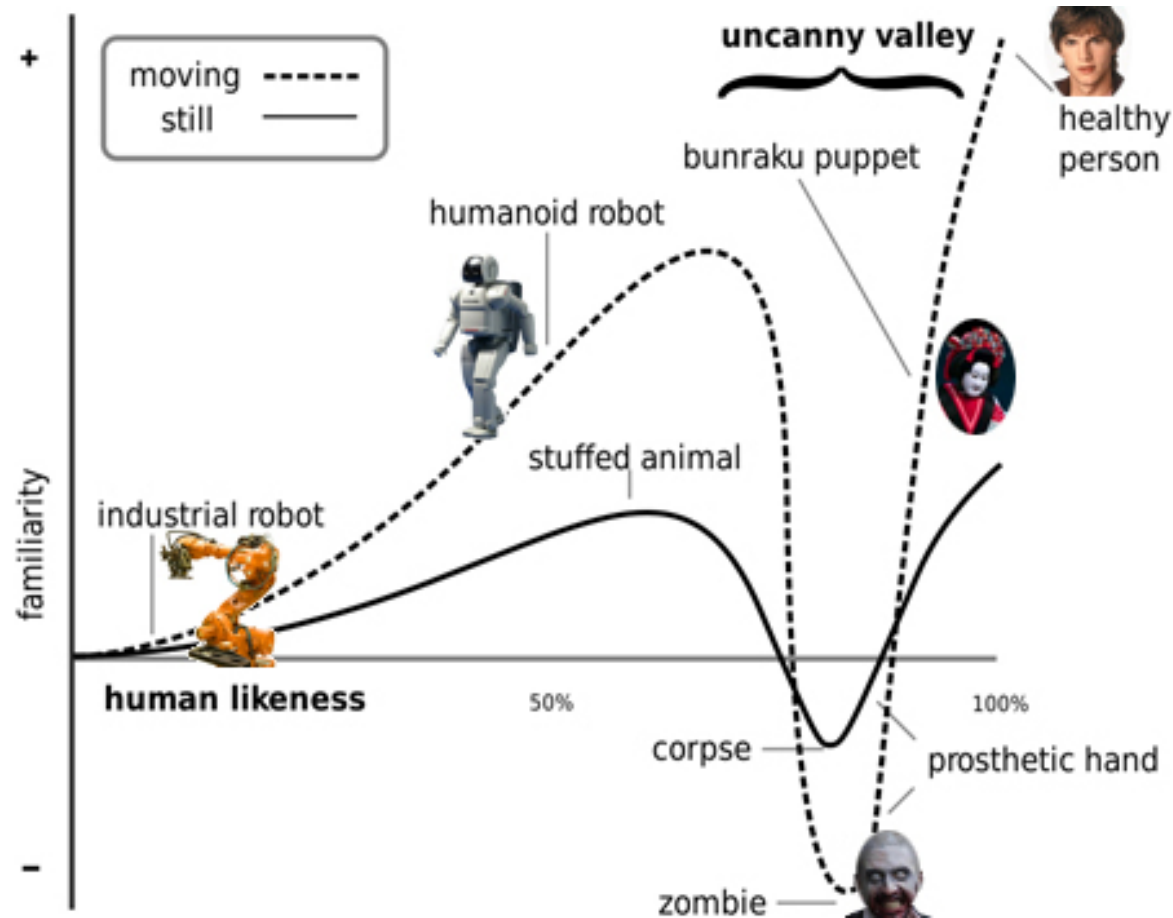 +
uncanny valley
moving
still
healthy
person
bunraku puppet
humanoid robot
stuffed animal
industrial robot
familiarity
human likeness
50%
100%
corpse
prosthetic hand
−
zombie